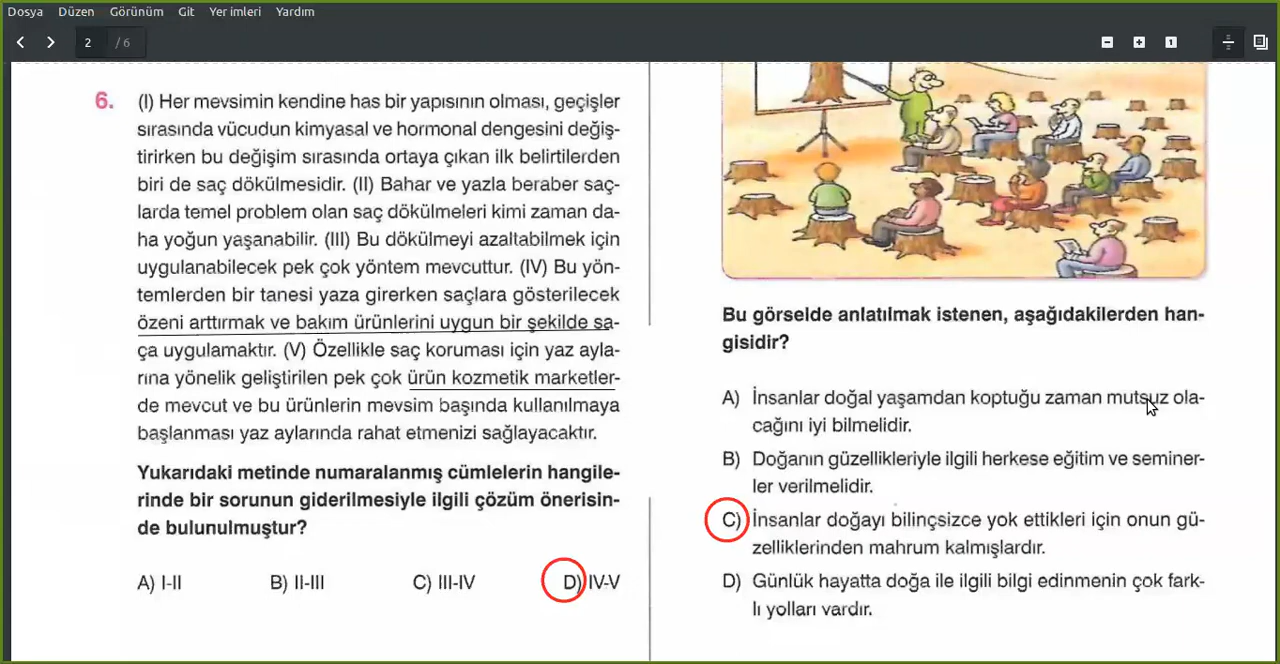 Dosya Düzen Görünüm Git Yer imleri Yardım
2 / 6
6. (I) Her mevsimin kendine has bir yapısının olması, geçişler
sırasında vücudun kimyasal ve hormonal dengesini değiş-
tirirken bu değişim sırasında ortaya çıkan ilk belirtilerden
biri de saç dökülmesidir. (II) Bahar ve yazla beraber saç-
larda temel problem olan saç dökülmeleri kimi zaman da-
ha yoğun yaşanabilir. (III) Bu dökülmeyi azaltabilmek için
uygulanabilecek pek çok yöntem mevcuttur. (IV) Bu yön-
temlerden bir tanesi yaza girerken saçlara gösterilecek
özeni arttırmak ve bakım ürünlerini uygun bir şekilde sa-
ça uygulamaktır. (V) Özellikle saç koruması için yaz ayla-
rına yönelik geliştirilen pek çok ürün kozmetik marketler-
de mevcut ve bu ürünlerin mevsim başında kullanılmaya
başlanması yaz aylarında rahat etmenizi sağlayacaktır.
Yukarıdaki metinde numaralanmış cümlelerin hangile-
rinde bir sorunun giderilmesiyle ilgili çözüm önerisin-
de bulunulmuştur?
A) I-II B) II-III C) III-IV D) IV-V
Bu görselde anlatılmak istenen, aşağıdakilerden han-
gisidir?
A) İnsanlar doğal yaşamdan koptuğu zaman mutsuz ola-
cağını iyi bilmelidir.
B) Doğanın güzellikleriyle ilgili herkese eğitim ve seminer-
ler verilmelidir.
C) İnsanlar doğayı bilinçsizce yok ettikleri için onun gü-
zelliklerinden mahrum kalmışlardır.
D) Günlük hayatta doğa ile ilgili bilgi edinmenin çok fark-
lı yolları vardır.